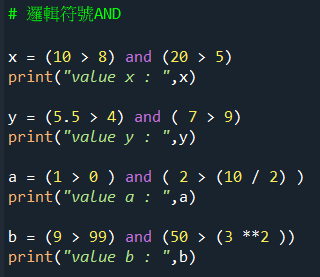 # 邏輯符號AND
x = (10 > 8) and (20 > 5)
print("value x : ",x)
y = (5.5 > 4) and ( 7 > 9)
print("value y : ",y)
a = (1 > 0 ) and ( 2 > (10 / 2) )
print("value a : ",a)
b = (9 > 99) and (50 > (3 **2 ))
print("value b : ",b)